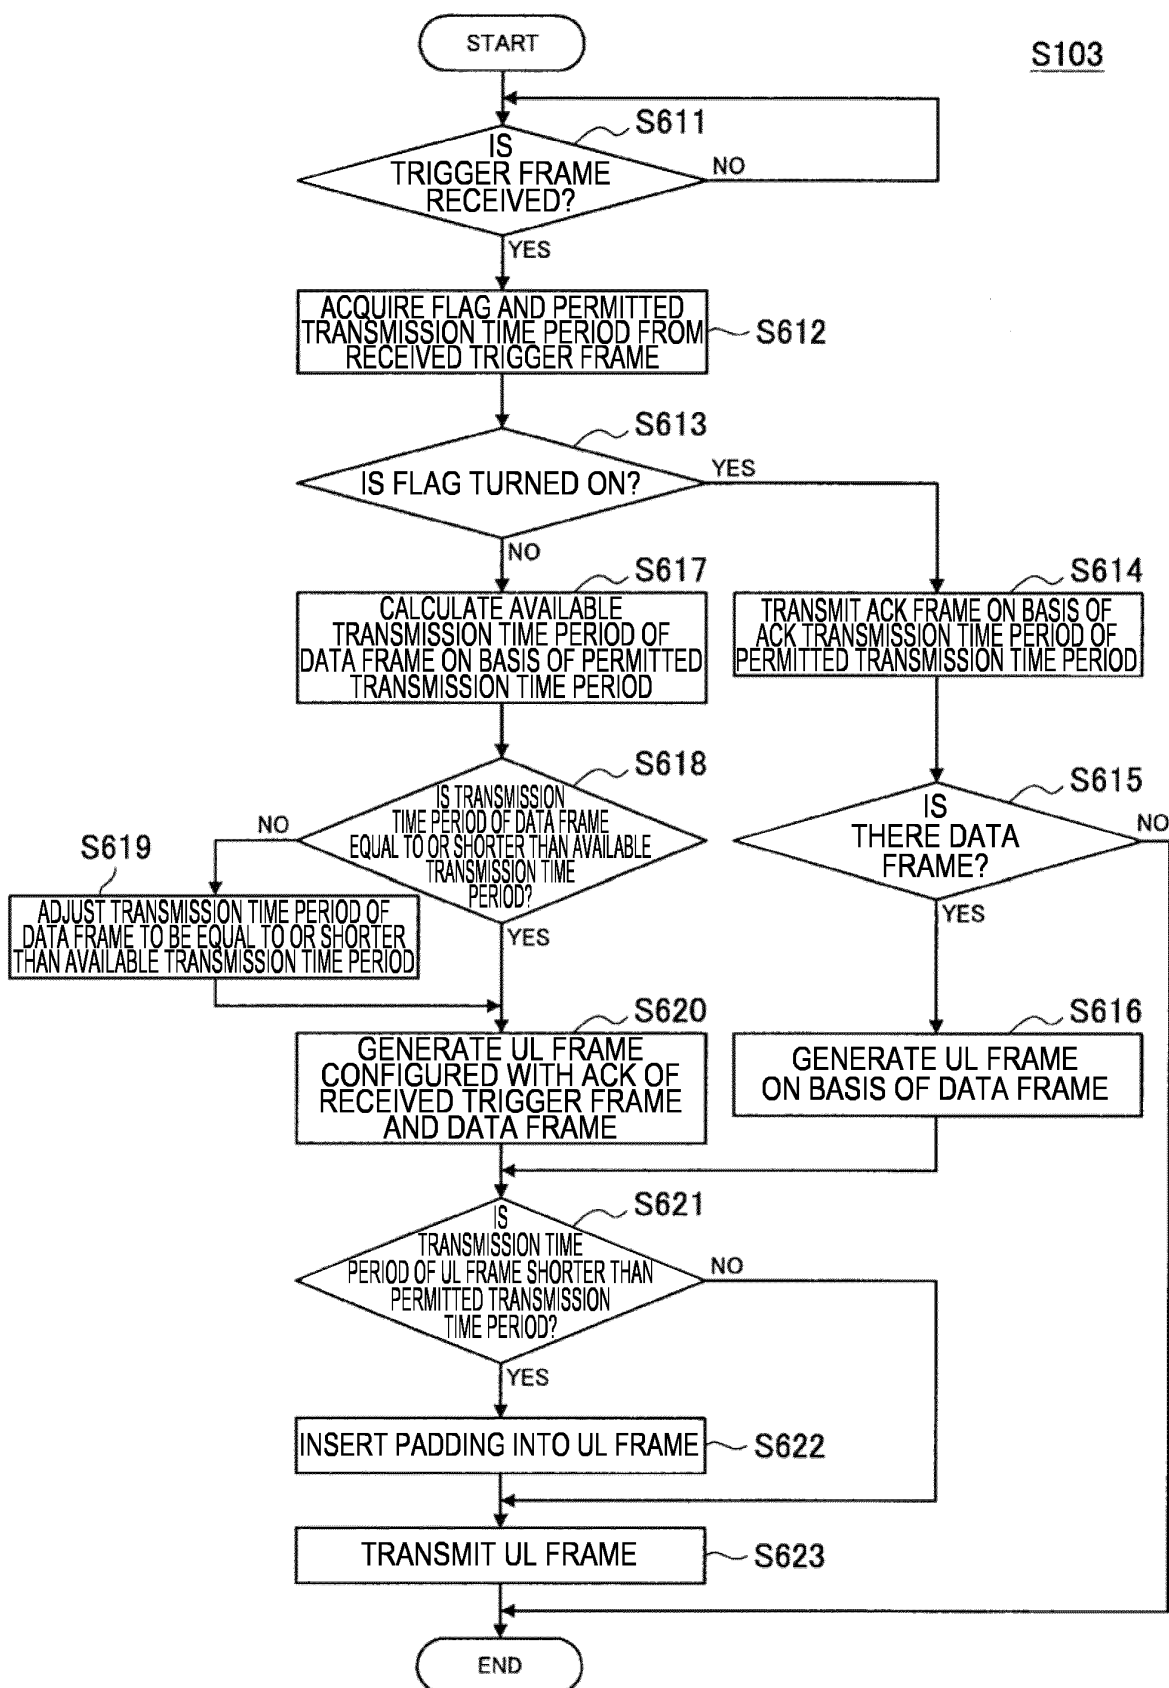 START
S103
S611
IS
TRIGGER FRAME
RECEIVED?
NO
YES
ACQUIRE FLAG AND PERMITTED
TRANSMISSION TIME PERIOD FROM
RECEIVED TRIGGER FRAME
S612
S613
IS FLAG TURNED ON?
YES
NO
S617
CALCULATE AVAILABLE
TRANSMISSION TIME PERIOD OF
DATA FRAME ON BASIS OF PERMITTED
TRANSMISSION TIME PERIOD
S614
TRANSMIT ACK FRAME ON BASIS OF
ACK TRANSMISSION TIME PERIOD OF
PERMITTED TRANSMISSION TIME PERIOD
S618
IS TRANSMISSION
TIME PERIOD OF DATA FRAME
EQUAL TO OR SHORTER THAN AVAILABLE
TRANSMISSION TIME
PERIOD?
NO
YES
S615
IS
THERE DATA
FRAME?
NO
YES
S619
ADJUST TRANSMISSION TIME PERIOD OF
DATA FRAME TO BE EQUAL TO OR SHORTER
THAN AVAILABLE TRANSMISSION TIME PERIOD
S620
GENERATE UL FRAME
CONFIGURED WITH ACK OF
RECEIVED TRIGGER FRAME
AND DATA FRAME
S616
GENERATE UL FRAME
ON BASIS OF DATA FRAME
S621
IS
TRANSMISSION TIME
PERIOD OF UL FRAME SHORTER THAN
PERMITTED TRANSMISSION
TIME PERIOD?
NO
YES
INSERT PADDING INTO UL FRAME
S622
TRANSMIT UL FRAME
S623
END